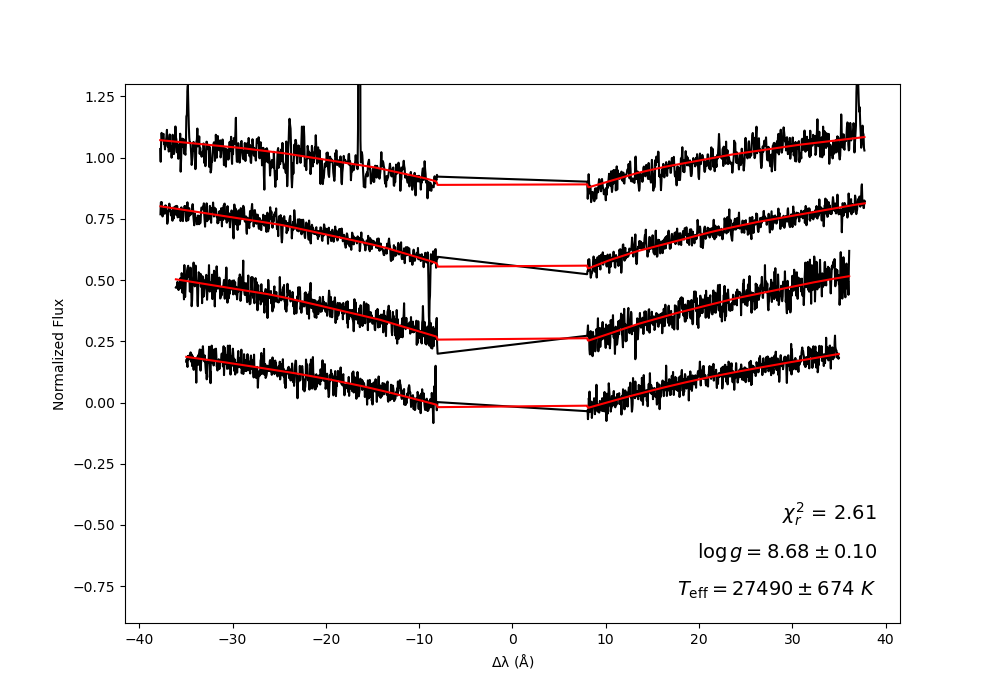 1.25
1.00
0.75
0.50
0.25
0.00
−0.25
−0.50
−0.75
Normalized Flux
χ²ᵣ = 2.61
log g = 8.68 ± 0.10
T_eff = 27490 ± 674 K
−40 −30 −20 −10 0 10 20 30 40
Δλ (Å)